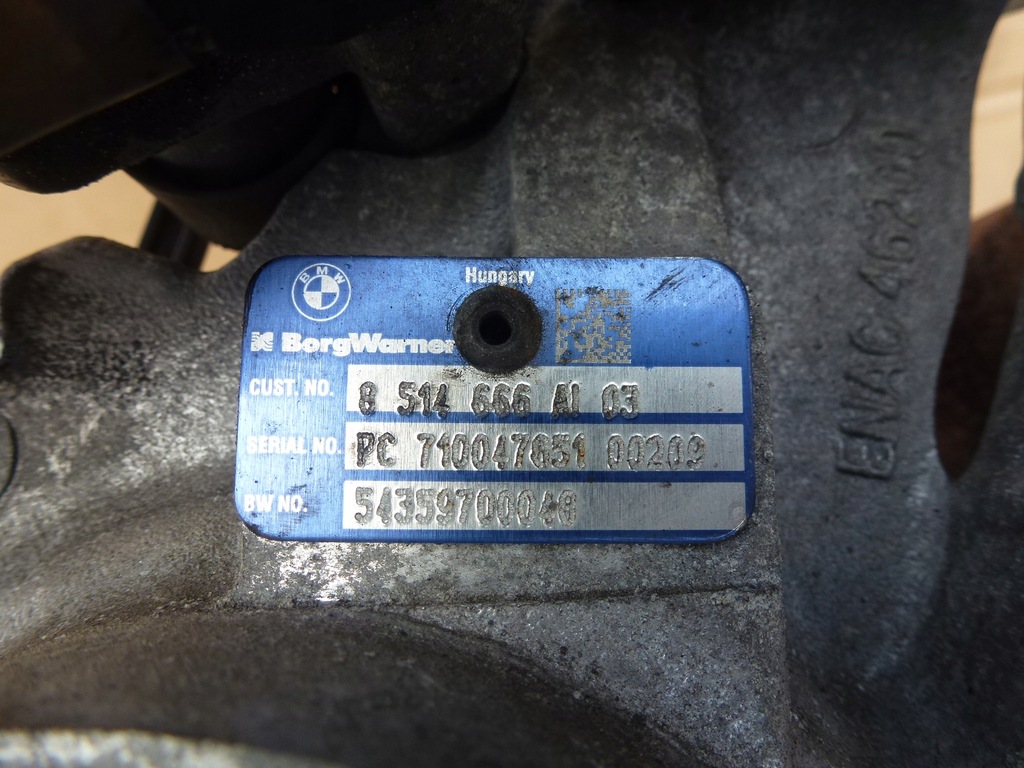 BMW
Hungary
BorgWarner
CUST. NO. 8 514 666 AI 03
SERIAL NO. PC 710047651 00209
BW NO. 54359700048
ENAC 46200